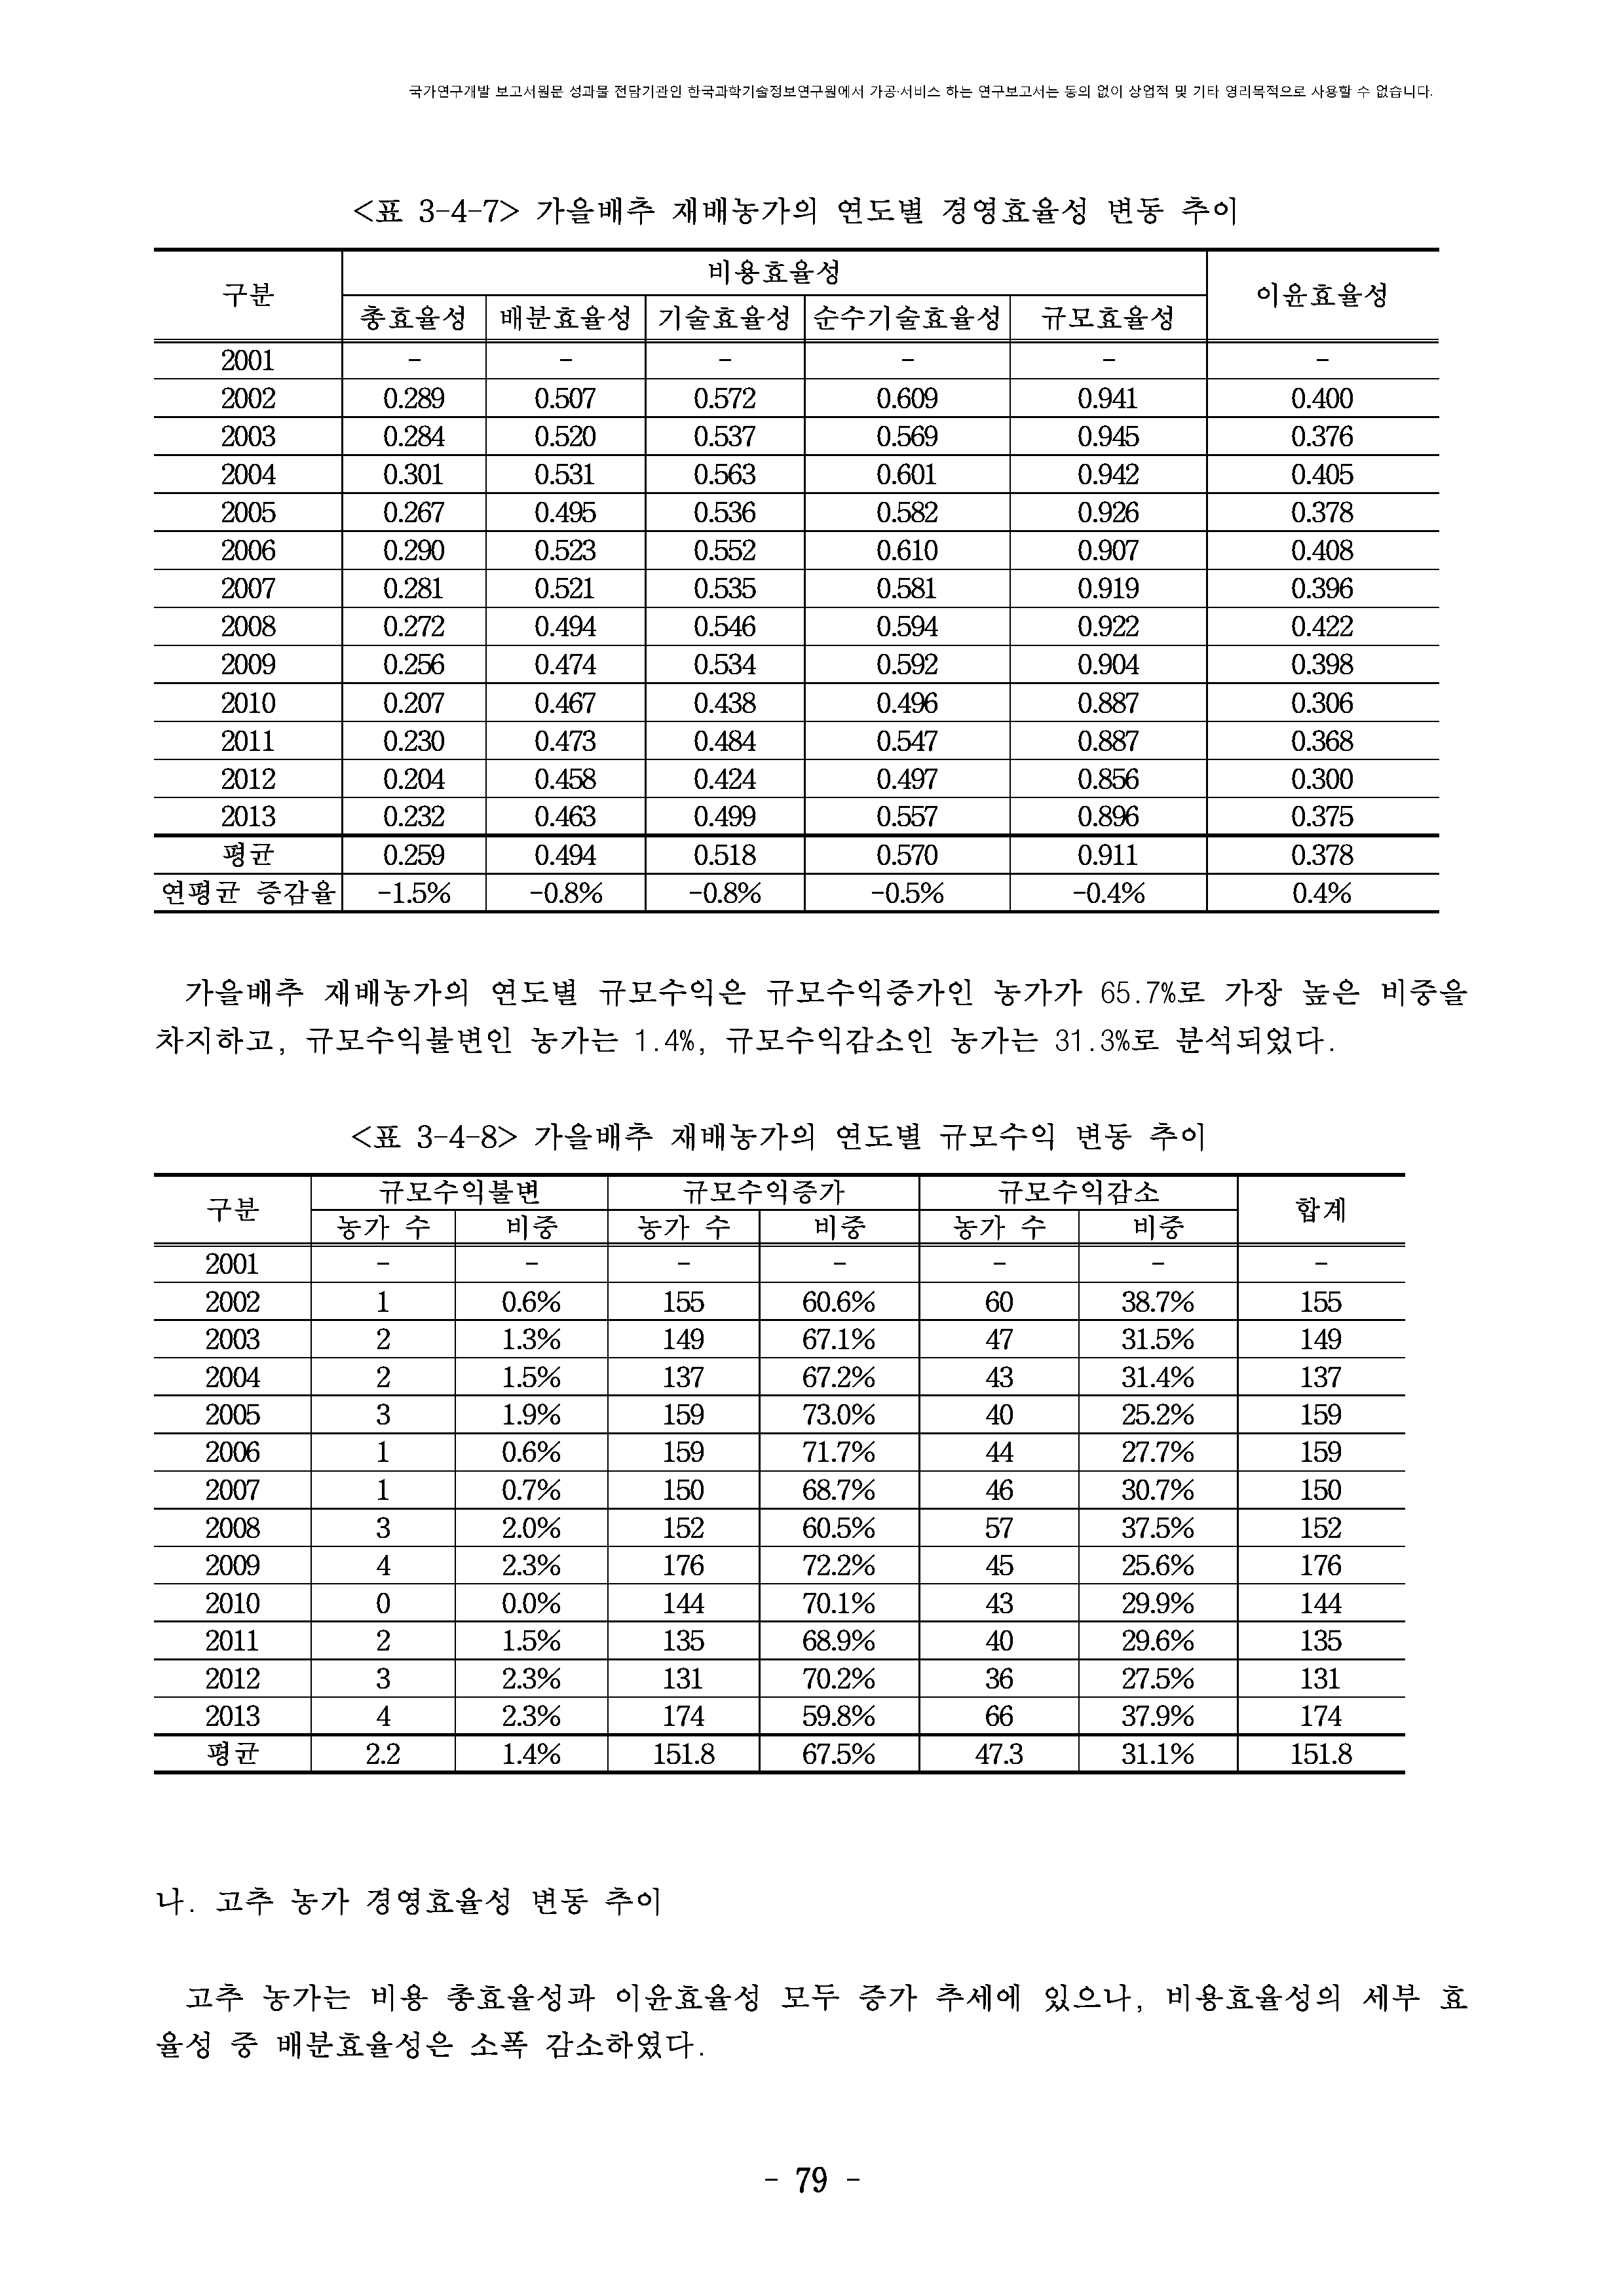 국가연구개발 보고서원문 성과물 전담기관인 한국과학기술정보연구원에서 가공·서비스 하는 연구보고서는 동의 없이 상업적 및 기타 영리목적으로 사용할 수 없습니다.
<표 3-4-7> 가을배추 재배농가의 연도별 경영효율성 변동 추이
구분 비용효율성 이윤효율성
총효율성 배분효율성 기술효율성 순수기술효율성 규모효율성
2001 - - - - - -
2002 0.289 0.507 0.572 0.609 0.941 0.400
2003 0.284 0.520 0.537 0.569 0.945 0.376
2004 0.301 0.531 0.563 0.601 0.942 0.405
2005 0.267 0.495 0.536 0.582 0.926 0.378
2006 0.290 0.523 0.552 0.610 0.907 0.408
2007 0.281 0.521 0.535 0.581 0.919 0.396
2008 0.272 0.494 0.546 0.594 0.922 0.422
2009 0.256 0.474 0.534 0.592 0.904 0.398
2010 0.207 0.467 0.438 0.496 0.887 0.306
2011 0.230 0.473 0.484 0.547 0.887 0.368
2012 0.204 0.458 0.424 0.497 0.856 0.300
2013 0.232 0.463 0.499 0.557 0.896 0.375
평균 0.259 0.494 0.518 0.570 0.911 0.378
연평균 증감율 -1.5% -0.8% -0.8% -0.5% -0.4% 0.4%
가을배추 재배농가의 연도별 규모수익은 규모수익증가인 농가가 65.7%로 가장 높은 비중을
차지하고, 규모수익불변인 농가는 1.4%, 규모수익감소인 농가는 31.3%로 분석되었다.
<표 3-4-8> 가을배추 재배농가의 연도별 규모수익 변동 추이
구분 규모수익불변 규모수익증가 규모수익감소 합계
농가 수 비중 농가 수 비중 농가 수 비중
2001 - - - - - - -
2002 1 0.6% 155 60.6% 60 38.7% 155
2003 2 1.3% 149 67.1% 47 31.5% 149
2004 2 1.5% 137 67.2% 43 31.4% 137
2005 3 1.9% 159 73.0% 40 25.2% 159
2006 1 0.6% 159 71.7% 44 27.7% 159
2007 1 0.7% 150 68.7% 46 30.7% 150
2008 3 2.0% 152 60.5% 57 37.5% 152
2009 4 2.3% 176 72.2% 45 25.6% 176
2010 0 0.0% 144 70.1% 43 29.9% 144
2011 2 1.5% 135 68.9% 40 29.6% 135
2012 3 2.3% 131 70.2% 36 27.5% 131
2013 4 2.3% 174 59.8% 66 37.9% 174
평균 2.2 1.4% 151.8 67.5% 47.3 31.1% 151.8
나. 고추 농가 경영효율성 변동 추이
고추 농가는 비용 총효율성과 이윤효율성 모두 증가 추세에 있으나, 비용효율성의 세부 효
율성 중 배분효율성은 소폭 감소하였다.
- 79 -